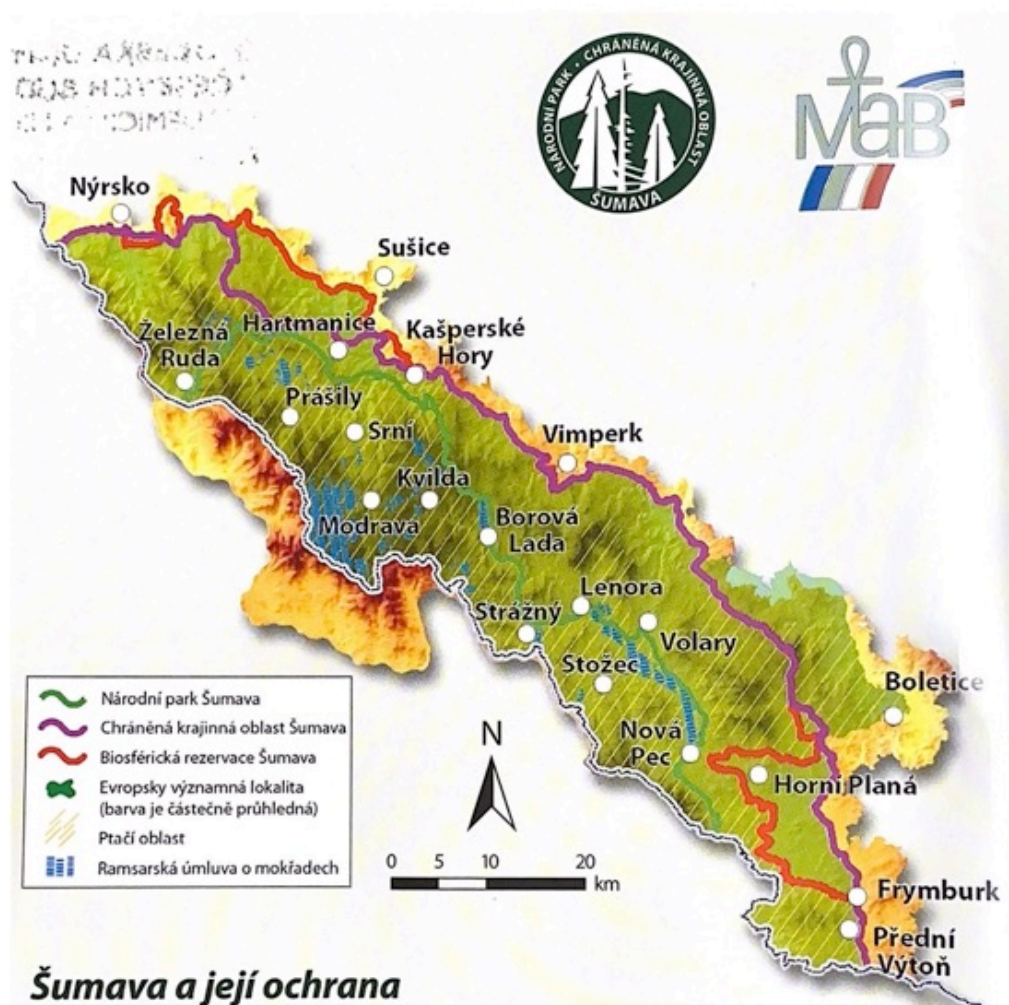 NÁRODNÍ PARK • CHRÁNĚNÁ KRAJINNÁ OBLAST
ŠUMAVA
MaB
Nýrsko
Sušice
Hartmanice
Kašperské
Hory
Železná
Ruda
Prášily
Srní
Vimperk
Kvilda
Modrava
Borová
Lada
Lenora
Strážný
Volary
Stožec
Boletice
Nová
Pec
Horní Planá
Frymburk
Přední
Výtoň
Národní park Šumava
Chráněná krajinná oblast Šumava
Biosférická rezervace Šumava
Evropsky významná lokalita
(barva je částečně průhledná)
Ptačí oblast
Ramsarská úmluva o mokřadech
N
0 5 10 20
km
Šumava a její ochrana